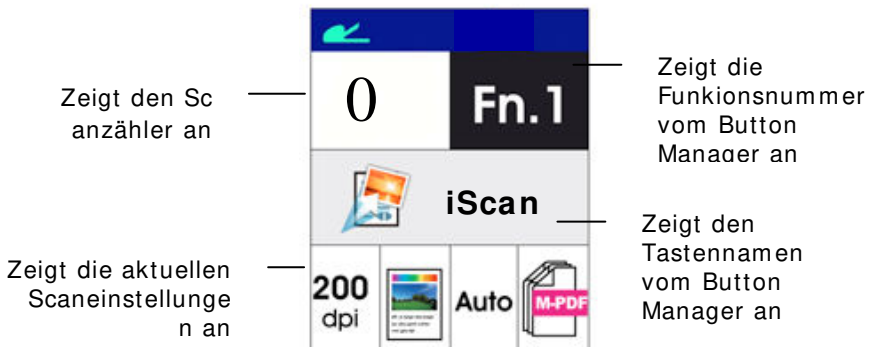 Zeigt den Sc
anzähler an
0
Fn.1
Zeigt die
Funkionsnummer
vom Button
Manager an
iScan
Zeigt den
Tastennamen
vom Button
Manager an
Zeigt die aktuellen
Scaneinstellunge
n an
200
dpi
Auto
M-PDF